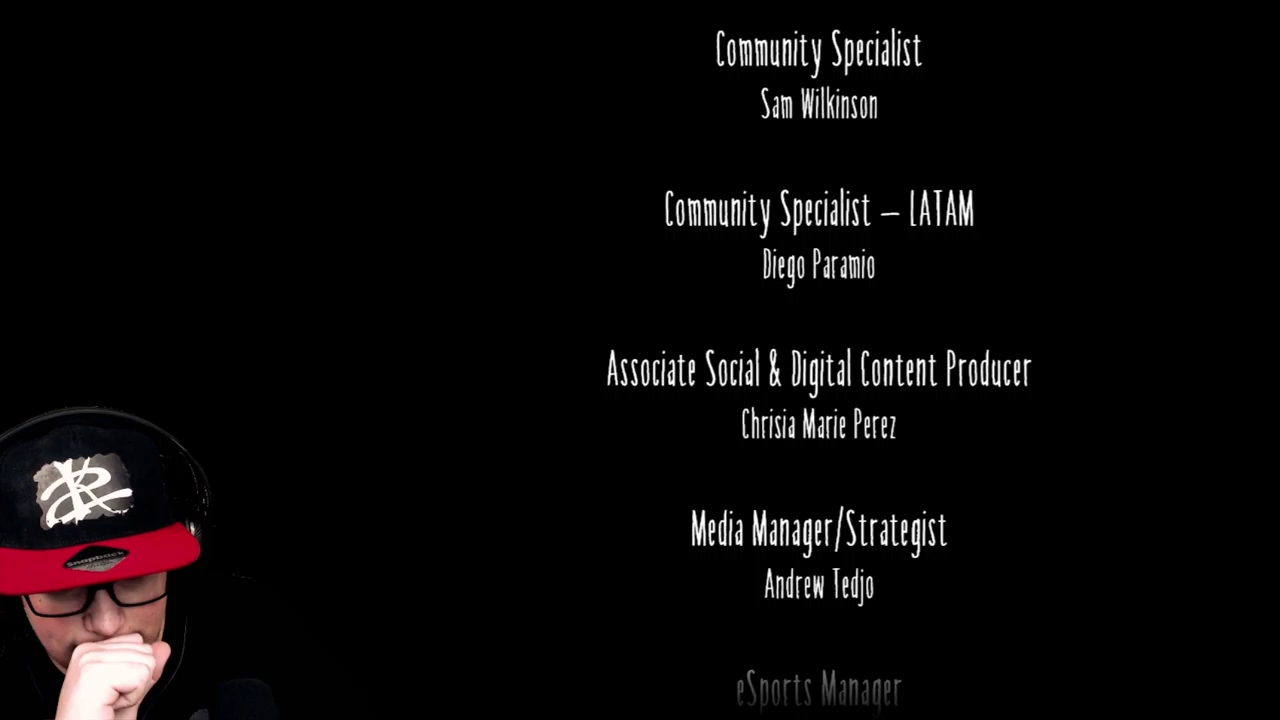 Community Specialist
Sam Wilkinson
Community Specialist – LATAM
Diego Paramio
Associate Social & Digital Content Producer
Chrisia Marie Perez
Media Manager/Strategist
Andrew Tedjo
eSports Manager
Snapback